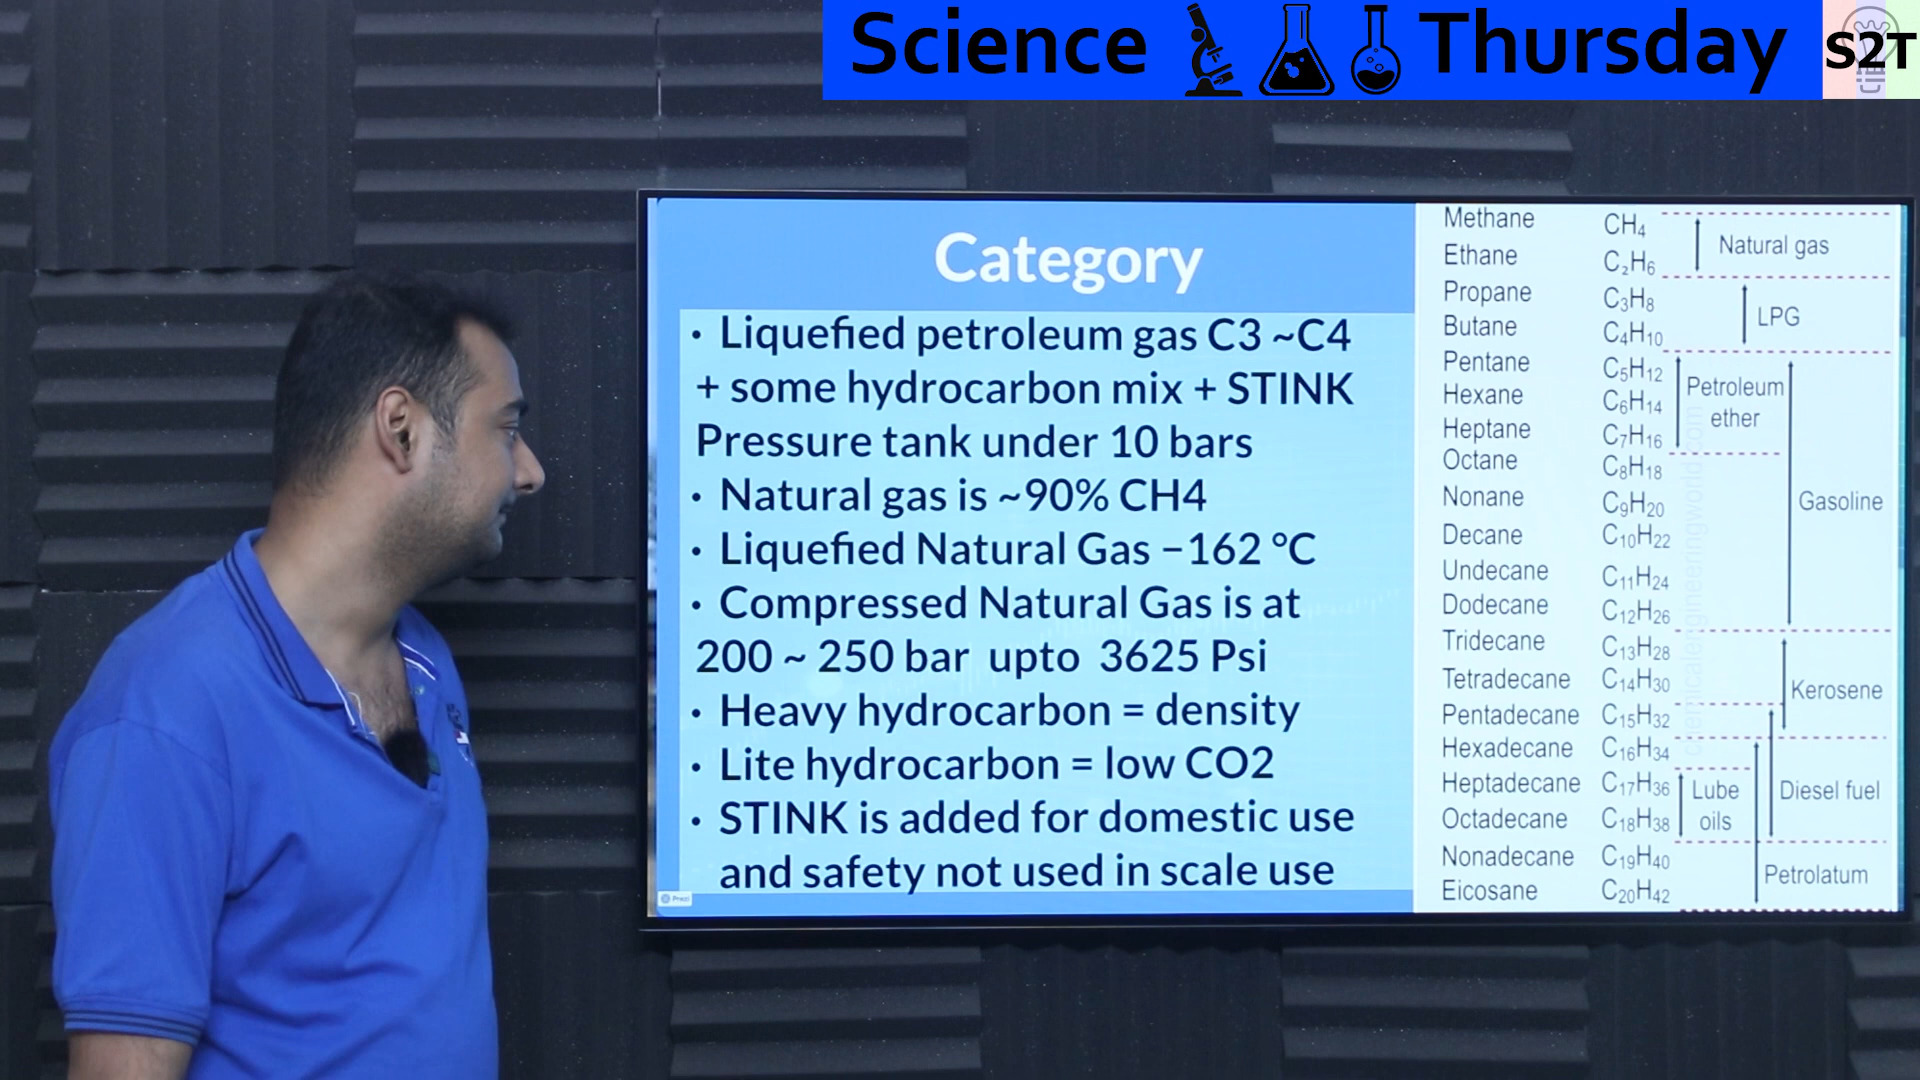 Science Thursday
S2T
Category
· Liquefied petroleum gas C3 ~C4
+ some hydrocarbon mix + STINK
Pressure tank under 10 bars
· Natural gas is ~90% CH4
· Liquefied Natural Gas –162 °C
· Compressed Natural Gas is at
200 ~ 250 bar upto 3625 Psi
· Heavy hydrocarbon = density
· Lite hydrocarbon = low CO2
· STINK is added for domestic use
and safety not used in scale use
Prezi
Methane CH₄
Ethane C₂H₆
Natural gas
Propane C₃H₈
Butane C₄H₁₀
LPG
Pentane C₅H₁₂
Hexane C₆H₁₄
Heptane C₇H₁₆
Petroleum
ether
Octane C₈H₁₈
Nonane C₉H₂₀
Gasoline
Decane C₁₀H₂₂
Undecane C₁₁H₂₄
Dodecane C₁₂H₂₆
Tridecane C₁₃H₂₈
Tetradecane C₁₄H₃₀
Kerosene
Pentadecane C₁₅H₃₂
Hexadecane C₁₆H₃₄
Heptadecane C₁₇H₃₆
Octadecane C₁₈H₃₈
Lube
oils
Diesel fuel
Nonadecane C₁₉H₄₀
Eicosane C₂₀H₄₂
Petrolatum
chemicalengineeringworld.com